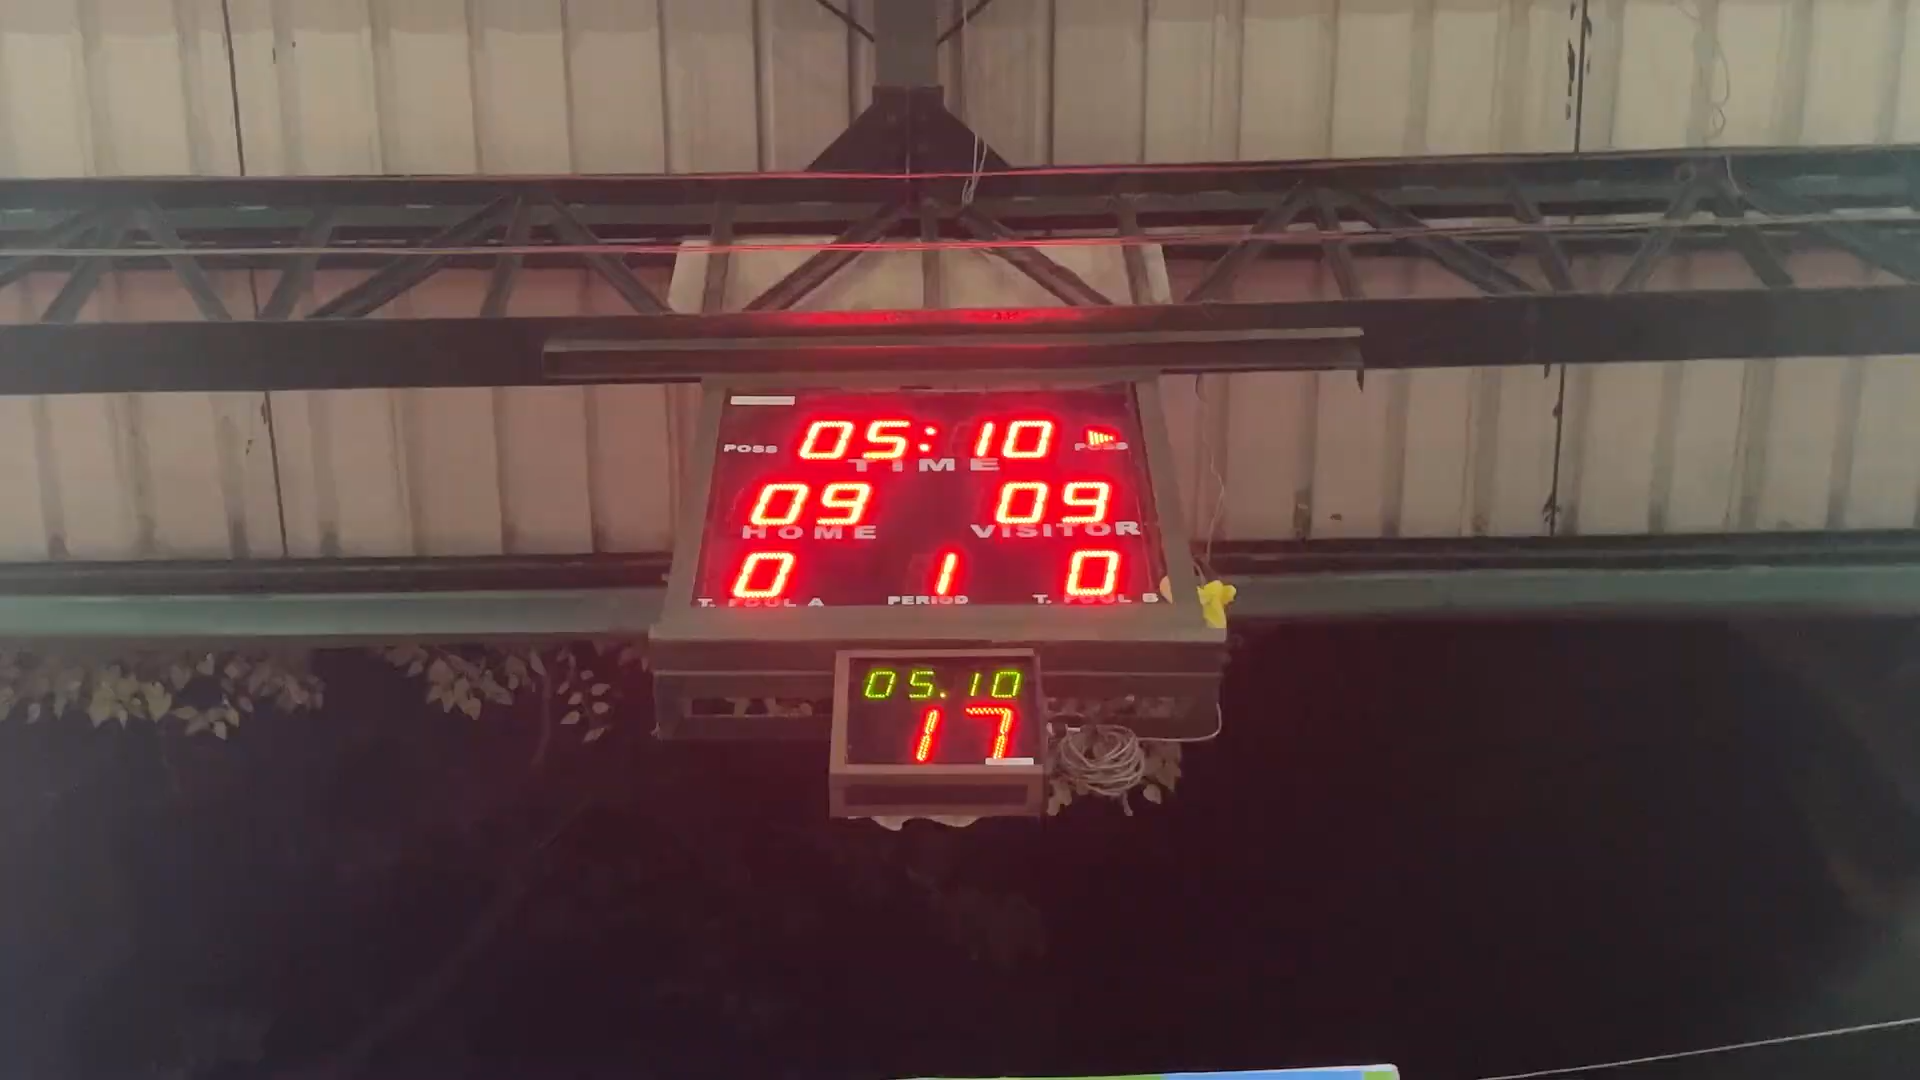 POSS 05:10 POSS
TIME
09 09
HOME VISITOR
0 1 0
T. FOUL A PERIOD T. FOUL B
05.10
17